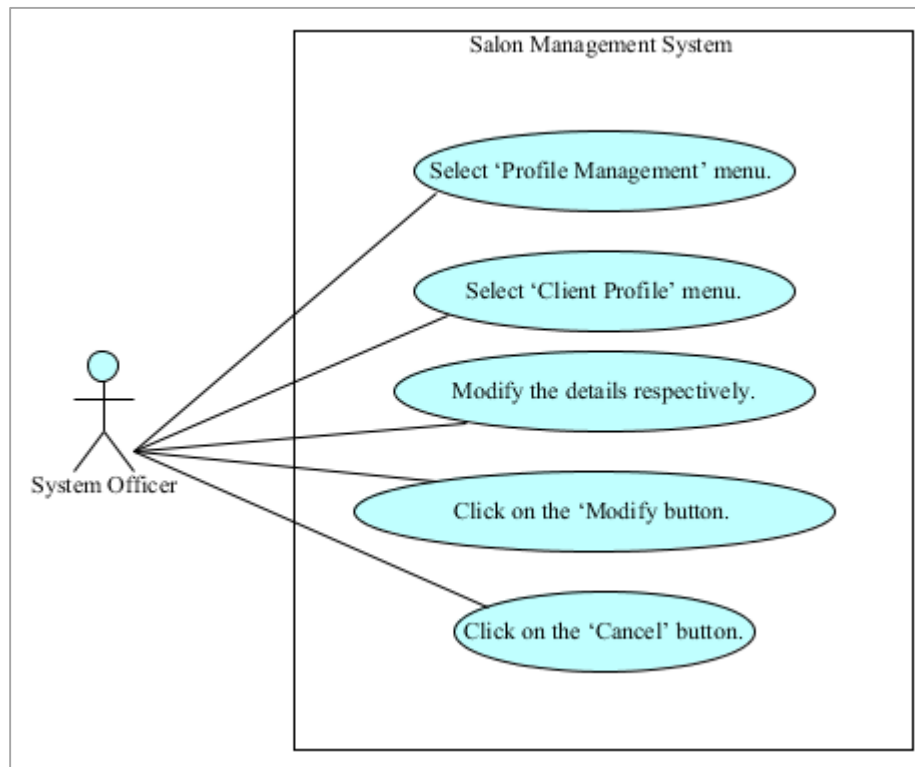 Salon Management System
Select ‘Profile Management’ menu.
Select ‘Client Profile’ menu.
Modify the details respectively.
System Officer
Click on the ‘Modify button.
Click on the ‘Cancel’ button.